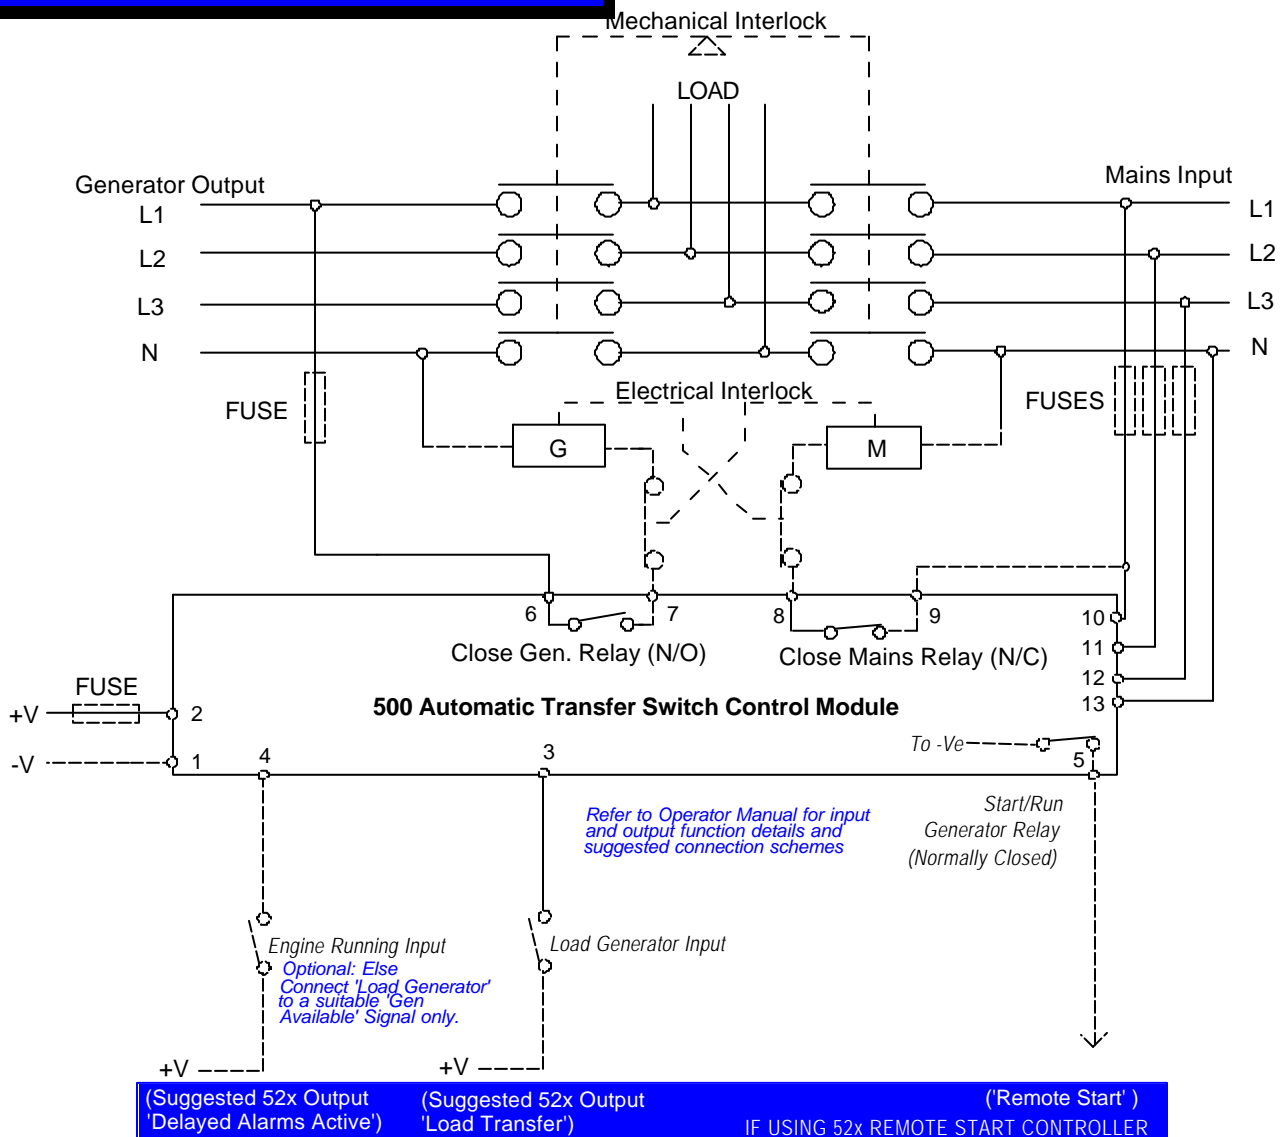 Mechanical Interlock
LOAD
Generator Output
Mains Input
L1
L1
L2
L2
L3
L3
N
N
FUSE
Electrical Interlock
FUSES
G
M
6
7
8
9
10
Close Gen. Relay (N/O)
Close Mains Relay (N/C)
11
12
13
FUSE
+V
2
500 Automatic Transfer Switch Control Module
-V
1
4
3
To -Ve
5
Refer to Operator Manual for input
and output function details and
suggested connection schemes
Start/Run
Generator Relay
(Normally Closed)
Engine Running Input
Optional: Else
Connect 'Load Generator'
to a suitable 'Gen
Available' Signal only.
Load Generator Input
+V
+V
(Suggested 52x Output
'Delayed Alarms Active')
(Suggested 52x Output
'Load Transfer')
('Remote Start' )
IF USING 52x REMOTE START CONTROLLER